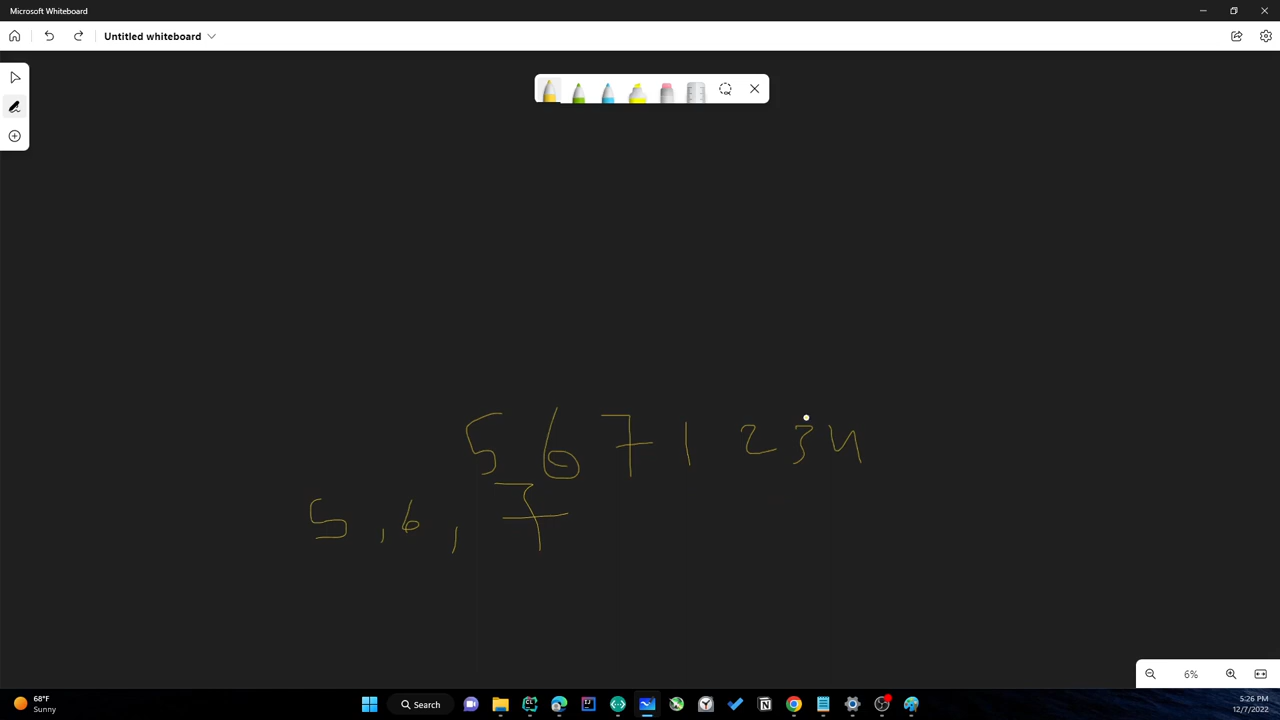 Microsoft Whiteboard
Untitled whiteboard
5 6 7 1 2 3 4
5 , 6 , 7
6%
68°F
Sunny
Search
5:26 PM
12/7/2022